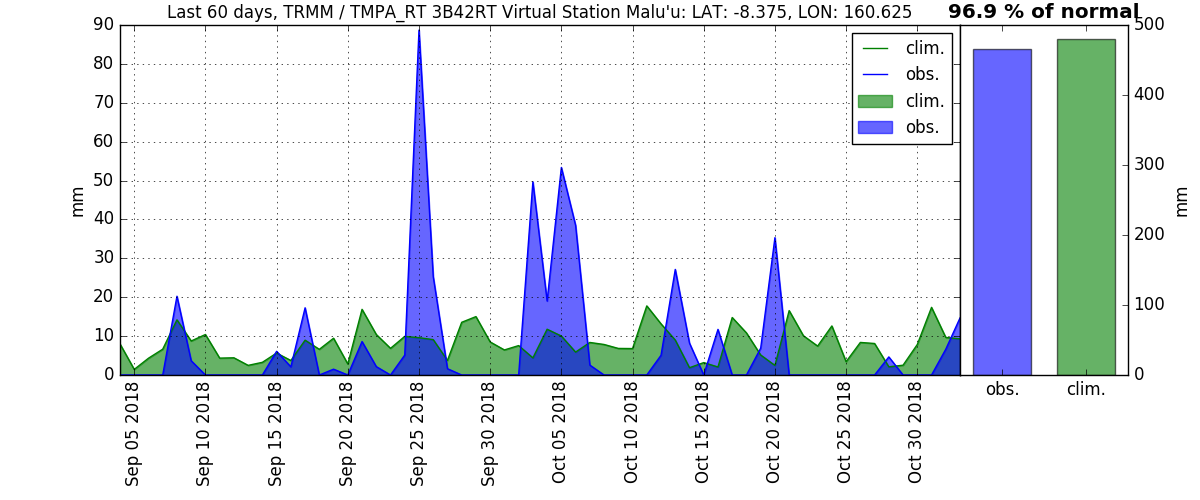 Last 60 days, TRMM / TMPA_RT 3B42RT Virtual Station Malu'u: LAT: -8.375, LON: 160.625
96.9 % of normal
90
80
70
60
50
40
30
20
10
0
mm
clim.
obs.
clim.
obs.
500
400
300
200
100
0
mm
Sep 05 2018
Sep 10 2018
Sep 15 2018
Sep 20 2018
Sep 25 2018
Sep 30 2018
Oct 05 2018
Oct 10 2018
Oct 15 2018
Oct 20 2018
Oct 25 2018
Oct 30 2018
obs.
clim.